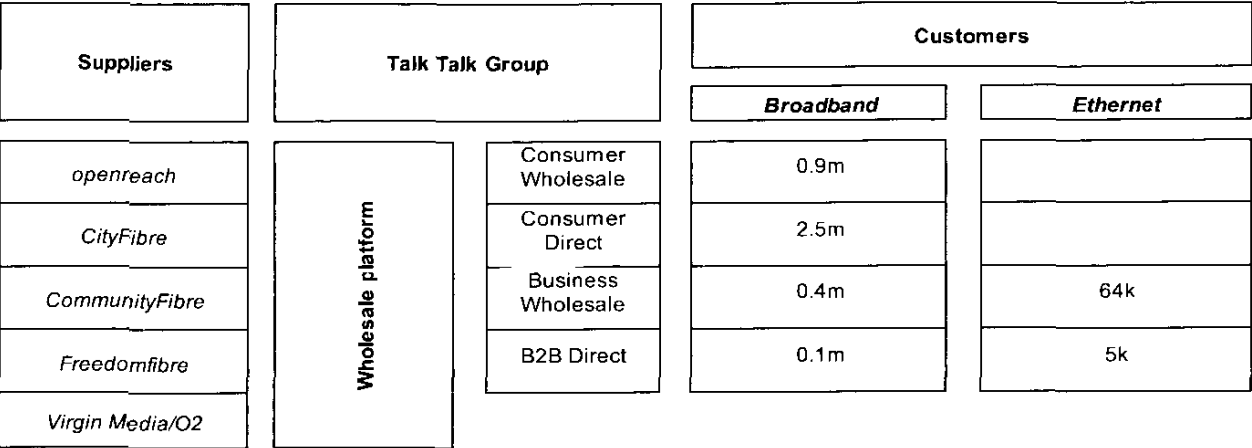 Suppliers
Talk Talk Group
Customers
Broadband
Ethernet
openreach
CityFibre
CommunityFibre
Freedomfibre
Virgin Media/O2
Wholesale platform
Consumer
Wholesale
0.9m
Consumer
Direct
2.5m
Business
Wholesale
0.4m
64k
B2B Direct
0.1m
5k